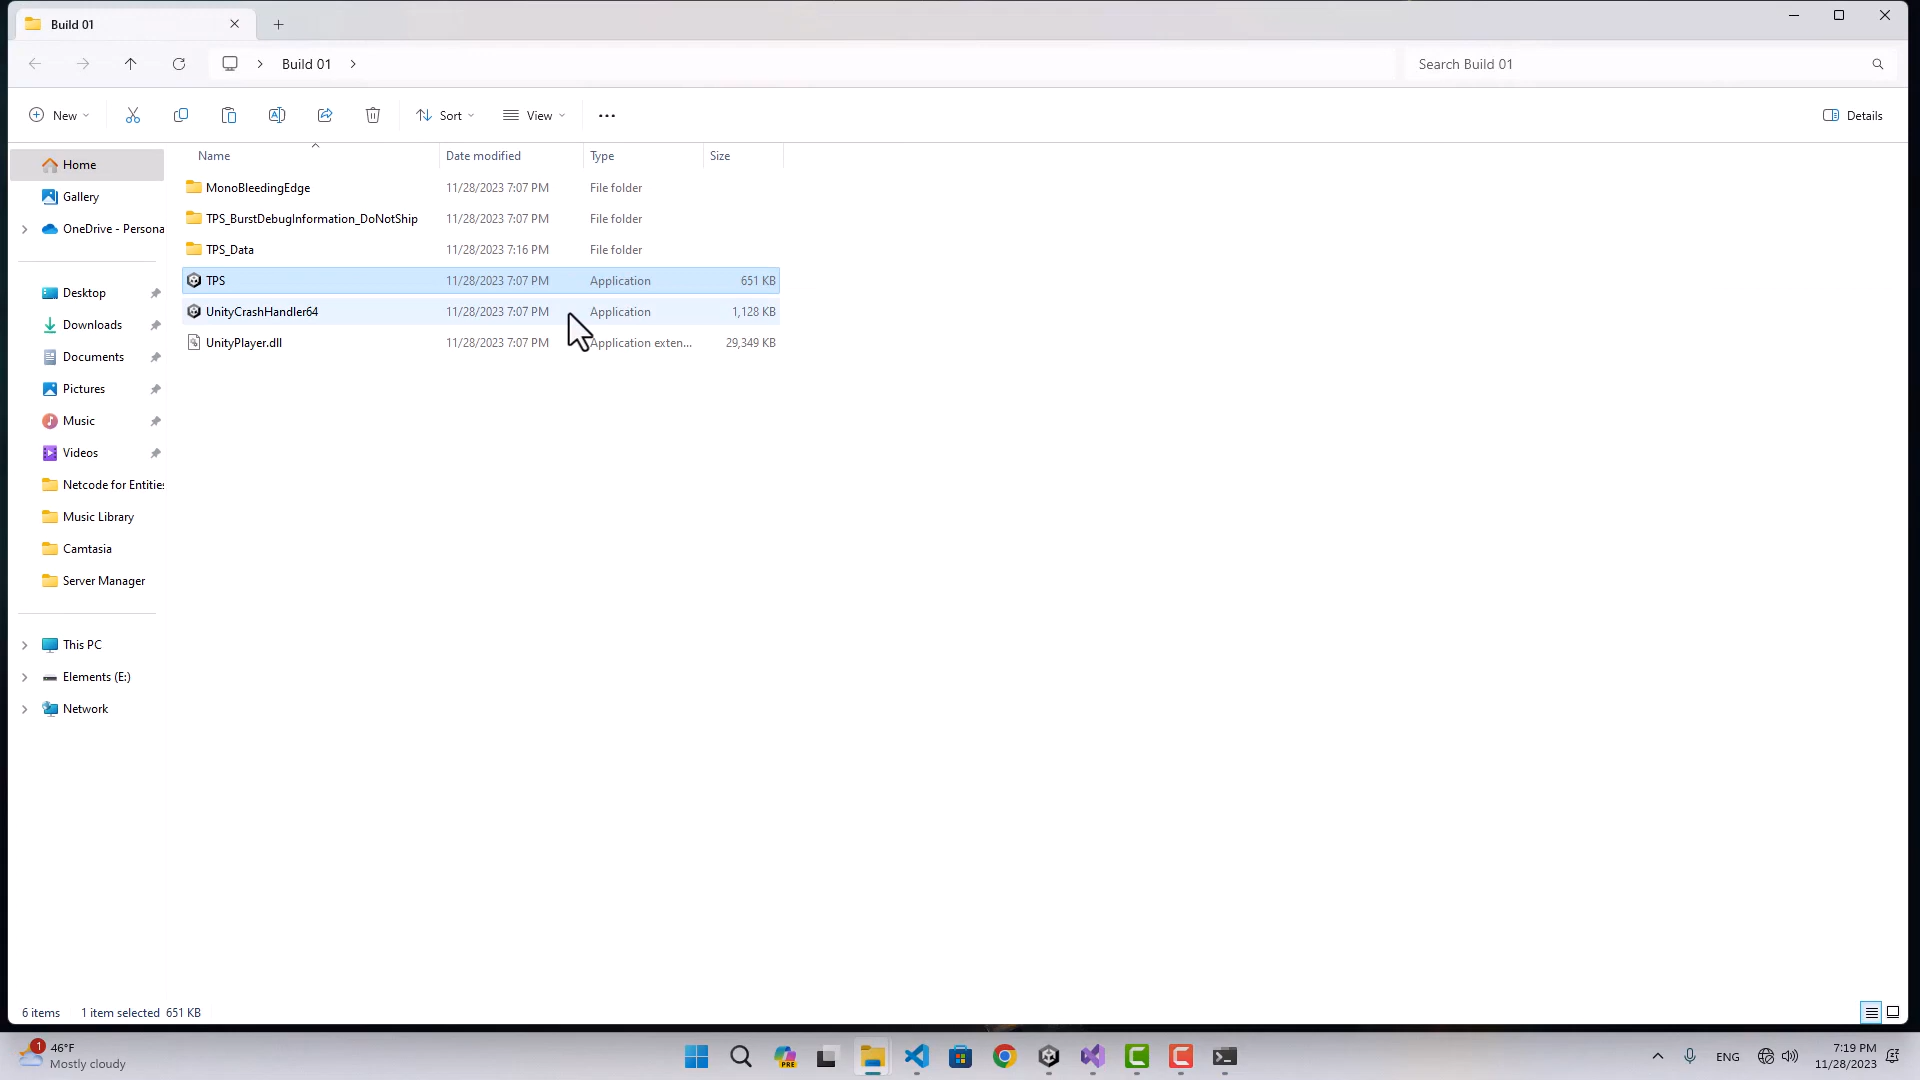 Build 01
Build 01
Search Build 01
New
Sort
View
Details
Name
Date modified
Type
Size
Home
Gallery
OneDrive - Persona
Desktop
Downloads
Documents
Pictures
Music
Videos
Netcode for Entities
Music Library
Camtasia
Server Manager
This PC
Elements (E:)
Network
MonoBleedingEdge 11/28/2023 7:07 PM File folder
TPS_BurstDebugInformation_DoNotShip 11/28/2023 7:07 PM File folder
TPS_Data 11/28/2023 7:16 PM File folder
TPS 11/28/2023 7:07 PM Application 651 KB
UnityCrashHandler64 11/28/2023 7:07 PM Application 1,128 KB
UnityPlayer.dll 11/28/2023 7:07 PM Application exten... 29,349 KB
6 items 1 item selected 651 KB
1
46°F
Mostly cloudy
PRE
ENG
7:19 PM
11/28/2023